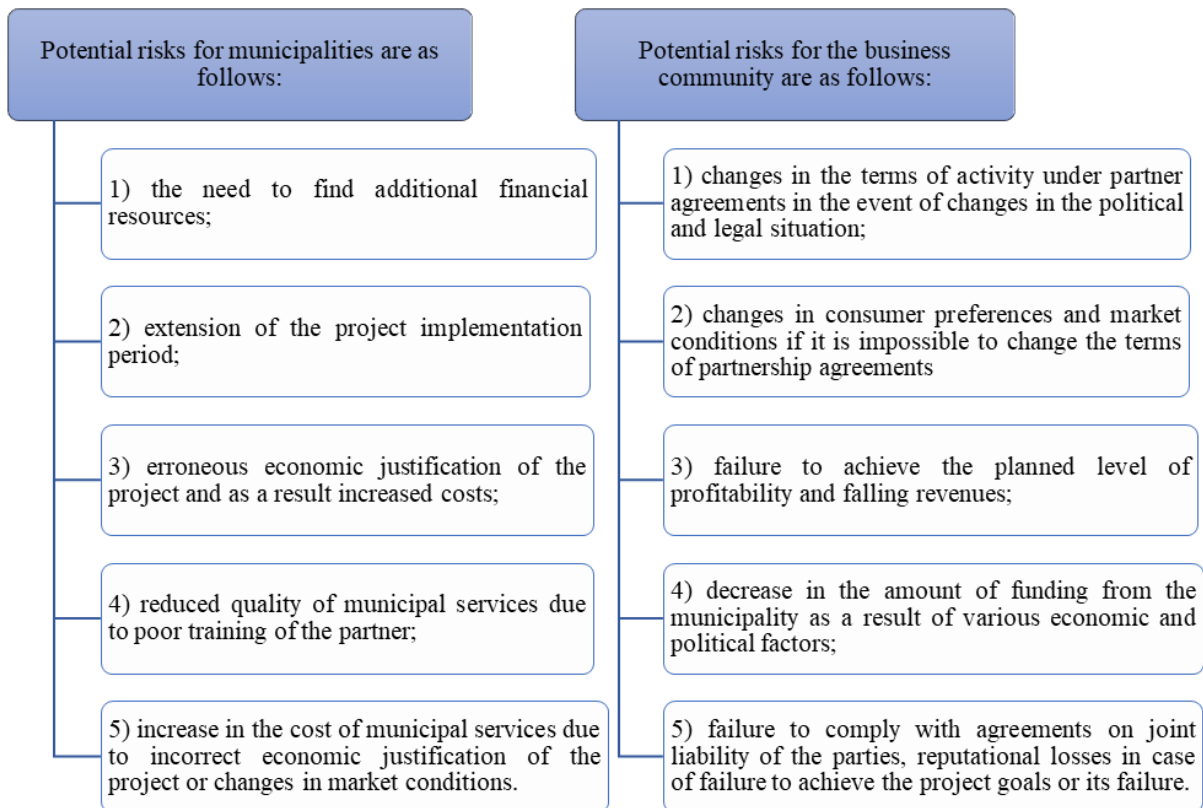 Potential risks for municipalities are as
follows:
1) the need to find additional financial
resources;
2) extension of the project implementation
period;
3) erroneous economic justification of the
project and as a result increased costs;
4) reduced quality of municipal services due
to poor training of the partner;
5) increase in the cost of municipal services due
to incorrect economic justification of the
project or changes in market conditions.
Potential risks for the business
community are as follows:
1) changes in the terms of activity under partner
agreements in the event of changes in the political
and legal situation;
2) changes in consumer preferences and market
conditions if it is impossible to change the terms
of partnership agreements
3) failure to achieve the planned level of
profitability and falling revenues;
4) decrease in the amount of funding from the
municipality as a result of various economic and
political factors;
5) failure to comply with agreements on joint
liability of the parties, reputational losses in case
of failure to achieve the project goals or its failure.